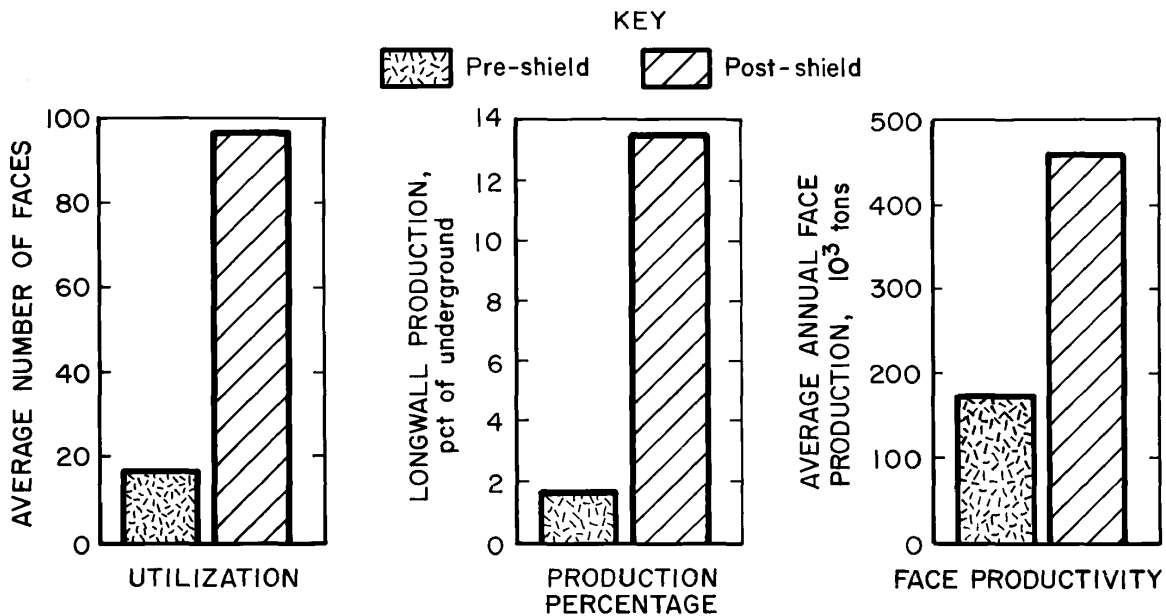 KEY
Pre-shield
Post-shield
AVERAGE NUMBER OF FACES
100
80
60
40
20
0
UTILIZATION
LONGWALL PRODUCTION,
pct of underground
14
12
10
8
6
4
2
0
PRODUCTION
PERCENTAGE
AVERAGE ANNUAL FACE
PRODUCTION, 10³ tons
500
400
300
200
100
0
FACE PRODUCTIVITY